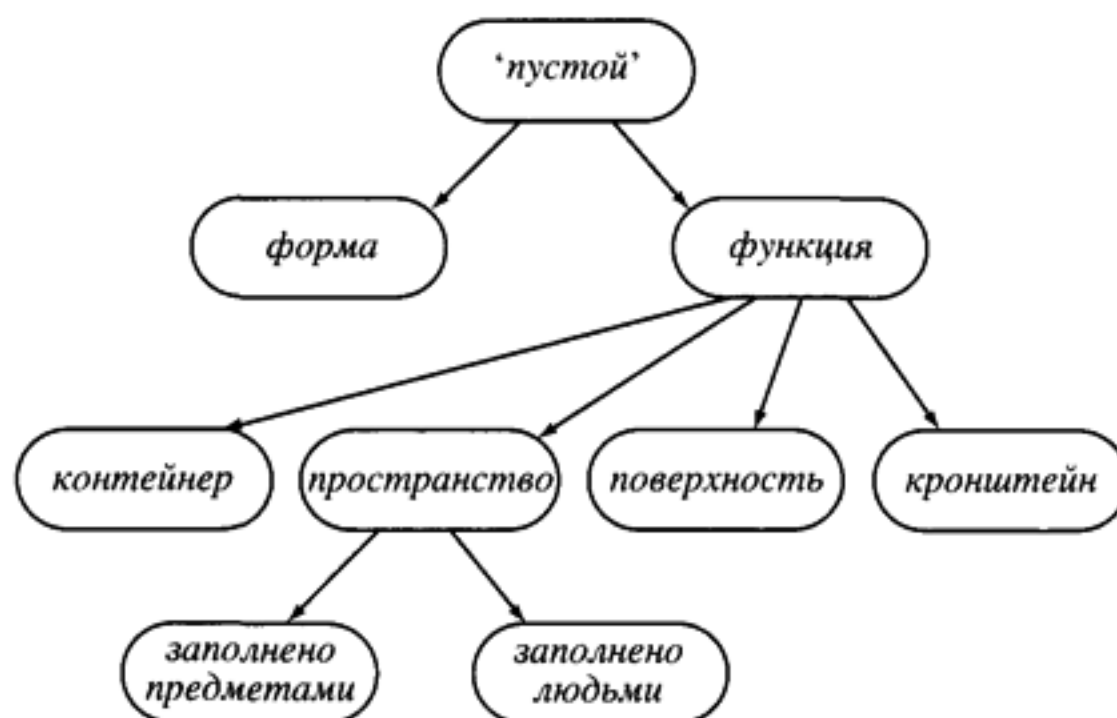 ‘пустой’
форма
функция
контейнер
пространство
поверхность
кронштейн
заполнено
предметами
заполнено
людьми